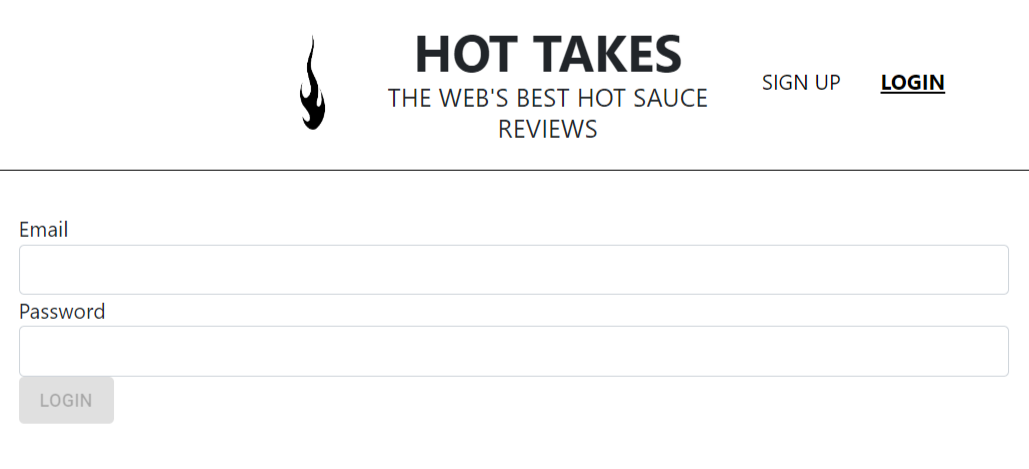 HOT TAKES
THE WEB'S BEST HOT SAUCE
REVIEWS
SIGN UP LOGIN
Email
Password
LOGIN